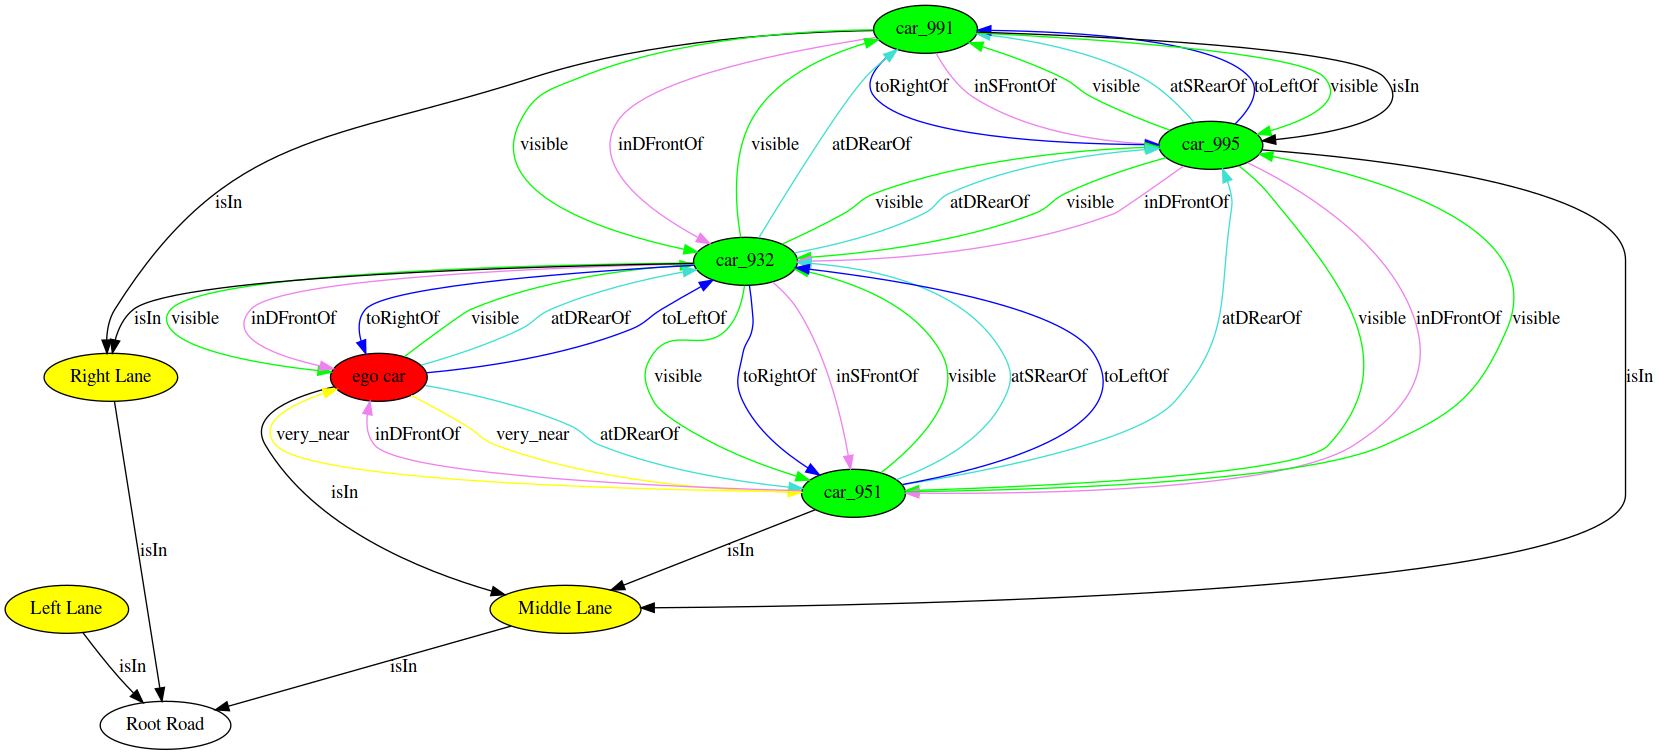 car_991
toRightOf inSFrontOf visible atSRearOf toLeftOf visible isIn
visible inDFrontOf visible atDRearOf car_995
isIn visible atDRearOf visible inDFrontOf
car_932
isIn visible inDFrontOf toRightOf visible atDRearOf toLeftOf atDRearOf visible inDFrontOf visible
Right Lane ego car visible toRightOf inSFrontOf visible atSRearOf toLeftOf isIn
very_near inDFrontOf very_near atDRearOf
isIn car_951
isIn isIn
Left Lane Middle Lane
isIn isIn
Root Road